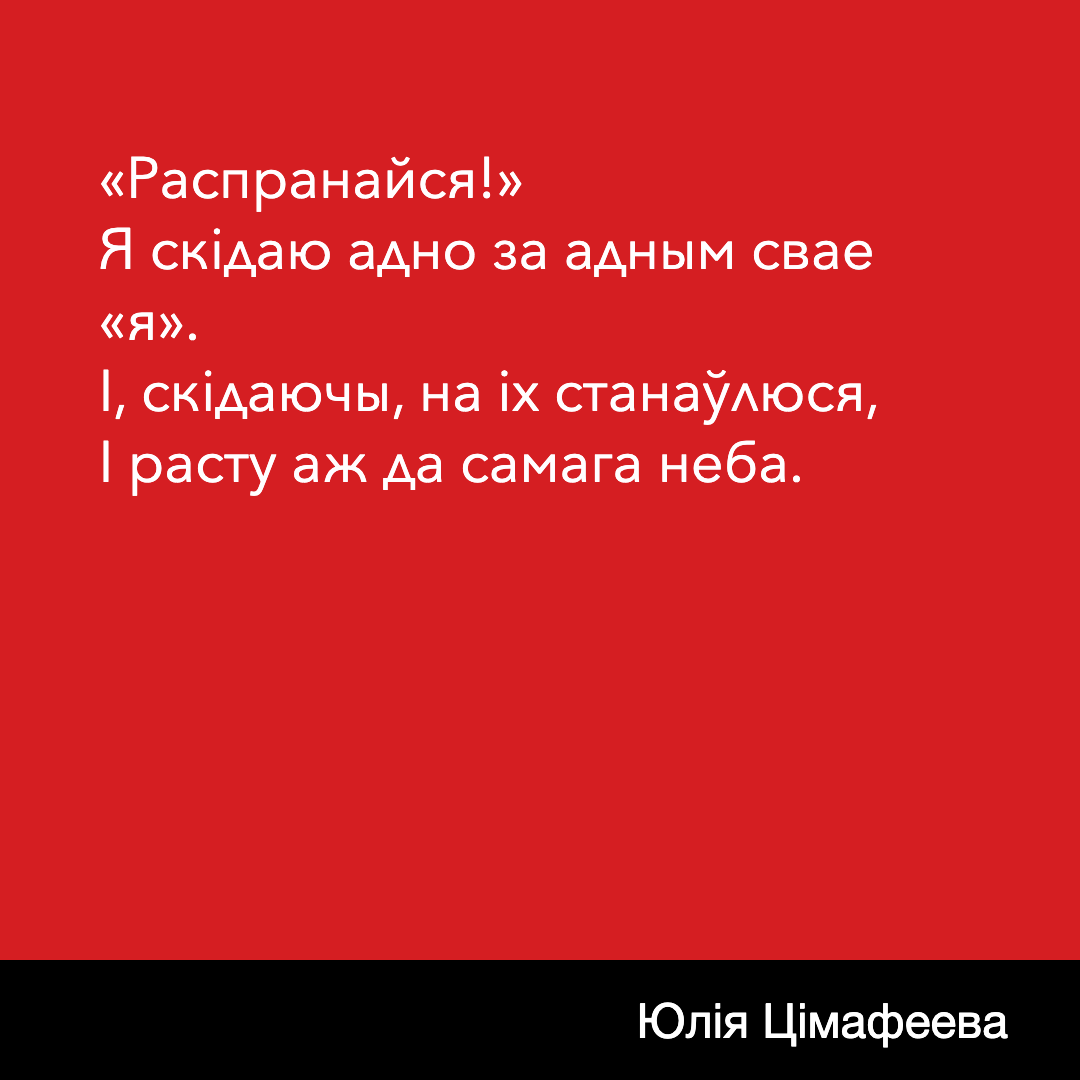 «Распранайся!»
Я скідаю адно за адным свае
«я».
І, скідаючы, на іх станаўлюся,
І расту аж да самага неба.
Юлія Цімафеева